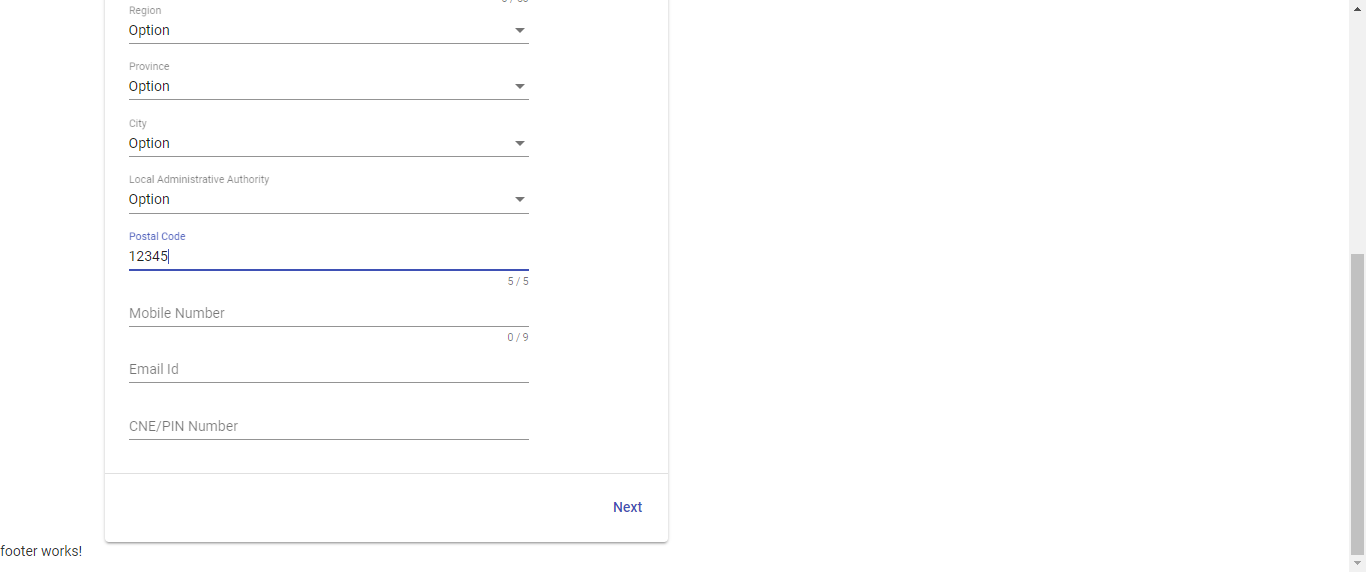 Region
Option
Province
Option
City
Option
Local Administrative Authority
Option
Postal Code
12345
5 / 5
Mobile Number
0 / 9
Email Id
CNE/PIN Number
Next
footer works!